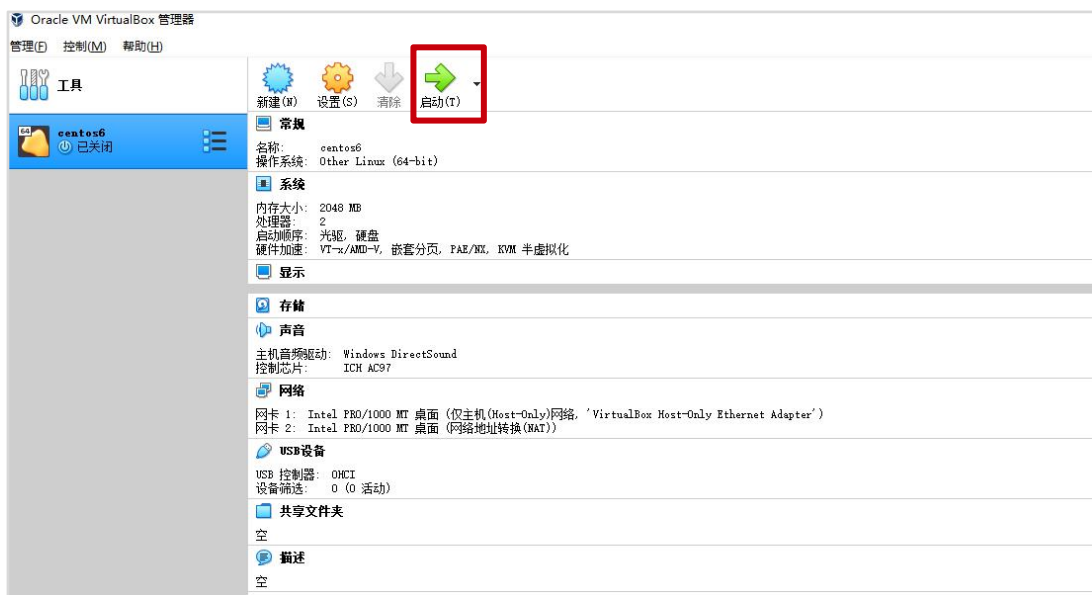 Oracle VM VirtualBox 管理器
管理(F) 控制(M) 帮助(H)
工具
新建(N) 设置(S) 清除 启动(T)
64 centos6
已关闭
常规
名称: centos6
操作系统: Other Linux (64-bit)
系统
内存大小: 2048 MB
处理器: 2
启动顺序: 光驱, 硬盘
硬件加速: VT-x/AMD-V, 嵌套分页, PAE/NX, KVM 半虚拟化
显示
存储
声音
主机音频驱动: Windows DirectSound
控制芯片: ICH AC97
网络
网卡 1: Intel PRO/1000 MT 桌面 (仅主机(Host-Only)网络, 'VirtualBox Host-Only Ethernet Adapter')
网卡 2: Intel PRO/1000 MT 桌面 (网络地址转换(NAT))
USB设备
USB 控制器: OHCI
设备筛选: 0 (0 活动)
共享文件夹
空
描述
空